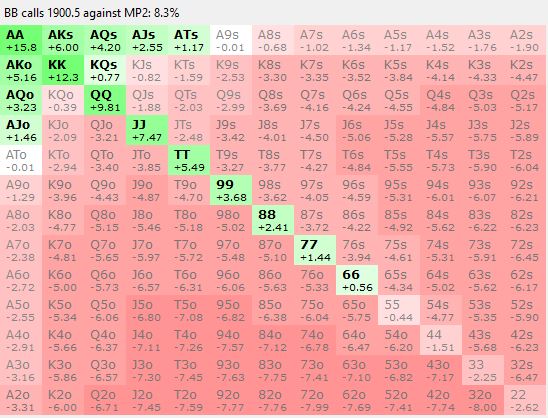 BB calls 1900.5 against MP2: 8.3%
AA AKs AQs AJs ATs A9s A8s A7s A6s A5s A4s A3s A2s
+15.8 +6.00 +4.20 +2.55 +1.17 -0.01 -0.68 -1.02 -1.34 -1.17 -1.52 -1.76 -1.90
AKo KK KQs KJs KTs K9s K8s K7s K6s K5s K4s K3s K2s
+5.16 +12.3 +0.77 -0.82 -1.59 -2.53 -3.30 -3.35 -3.52 -3.84 -4.14 -4.33 -4.47
AQo KQo QQ QJs QTs Q9s Q8s Q7s Q6s Q5s Q4s Q3s Q2s
+3.23 -0.39 +9.81 -1.88 -2.03 -2.99 -3.69 -4.16 -4.24 -4.55 -4.84 -5.03 -5.17
AJo KJo QJo JJ JTs J9s J8s J7s J6s J5s J4s J3s J2s
+1.46 -2.09 -3.21 +7.47 -2.48 -3.42 -4.01 -4.50 -5.06 -5.28 -5.57 -5.75 -5.89
ATo KTo QTo JTo TT T9s T8s T7s T6s T5s T4s T3s T2s
-0.01 -2.94 -3.40 -3.85 +5.49 -3.27 -3.77 -4.27 -4.84 -5.55 -5.73 -5.90 -6.04
A9o K9o Q9o J9o T9o 99 98s 97s 96s 95s 94s 93s 92s
-1.29 -3.96 -4.43 -4.87 -4.70 +3.68 -3.62 -4.05 -4.59 -5.31 -6.01 -6.07 -6.21
A8o K8o Q8o J8o T8o 98o 88 87s 86s 85s 84s 83s 82s
-2.03 -4.77 -5.15 -5.46 -5.18 -5.02 +2.41 -3.72 -4.22 -4.92 -5.62 -6.22 -6.23
A7o K7o Q7o J7o T7o 97o 87o 77 76s 75s 74s 73s 72s
-2.38 -4.81 -5.65 -5.97 -5.72 -5.48 -5.10 +1.44 -3.94 -4.61 -5.31 -5.91 -6.45
A6o K6o Q6o J6o T6o 96o 86o 76o 66 65s 64s 63s 62s
-2.72 -5.00 -5.73 -6.57 -6.31 -6.06 -5.63 -5.33 +0.56 -4.34 -5.02 -5.62 -6.17
A5o K5o Q5o J5o T5o 95o 85o 75o 65o 55 54s 53s 52s
-2.55 -5.34 -6.06 -6.80 -7.08 -6.82 -6.38 -6.04 -5.75 -0.44 -4.77 -5.35 -5.90
A4o K4o Q4o J4o T4o 94o 84o 74o 64o 54o 44 43s 42s
-2.91 -5.66 -6.37 -7.11 -7.26 -7.57 -7.12 -6.78 -6.47 -6.20 -1.51 -5.68 -6.23
A3o K3o Q3o J3o T3o 93o 83o 73o 63o 53o 43o 33 32s
-3.16 -5.86 -6.57 -7.30 -7.45 -7.63 -7.75 -7.41 -7.10 -6.82 -7.17 -2.25 -6.47
A2o K2o Q2o J2o T2o 92o 82o 72o 62o 52o 42o 32o 22
-3.31 -6.00 -6.71 -7.45 -7.59 -7.77 -7.76 -7.99 -7.69 -7.41 -7.74 -8.00 -2.62